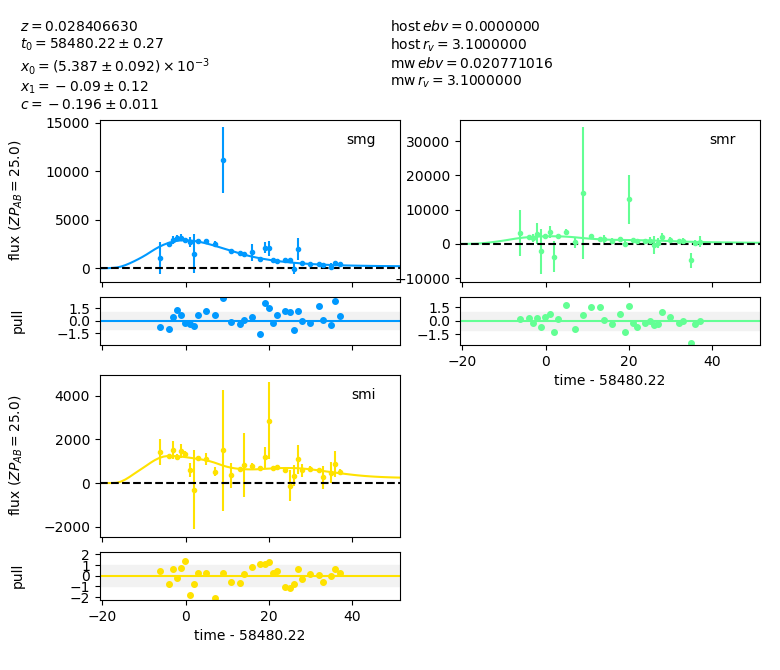 z = 0.028406630
t₀ = 58480.22 ± 0.27
x₀ = (5.387 ± 0.092) × 10⁻³
x₁ = − 0.09 ± 0.12
c = − 0.196 ± 0.011
host ebv = 0.0000000
host r_v = 3.1000000
mw ebv = 0.020771016
mw r_v = 3.1000000
flux (ZP_AB = 25.0)
15000
10000
5000
0
smg
30000
20000
10000
0
−10000
smr
pull
1.5
0.0
−1.5
1.5
0.0
−1.5
−20
0
20
40
time - 58480.22
flux (ZP_AB = 25.0)
4000
2000
0
−2000
smi
pull
2
1
0
−1
−2
−20
0
20
40
time - 58480.22